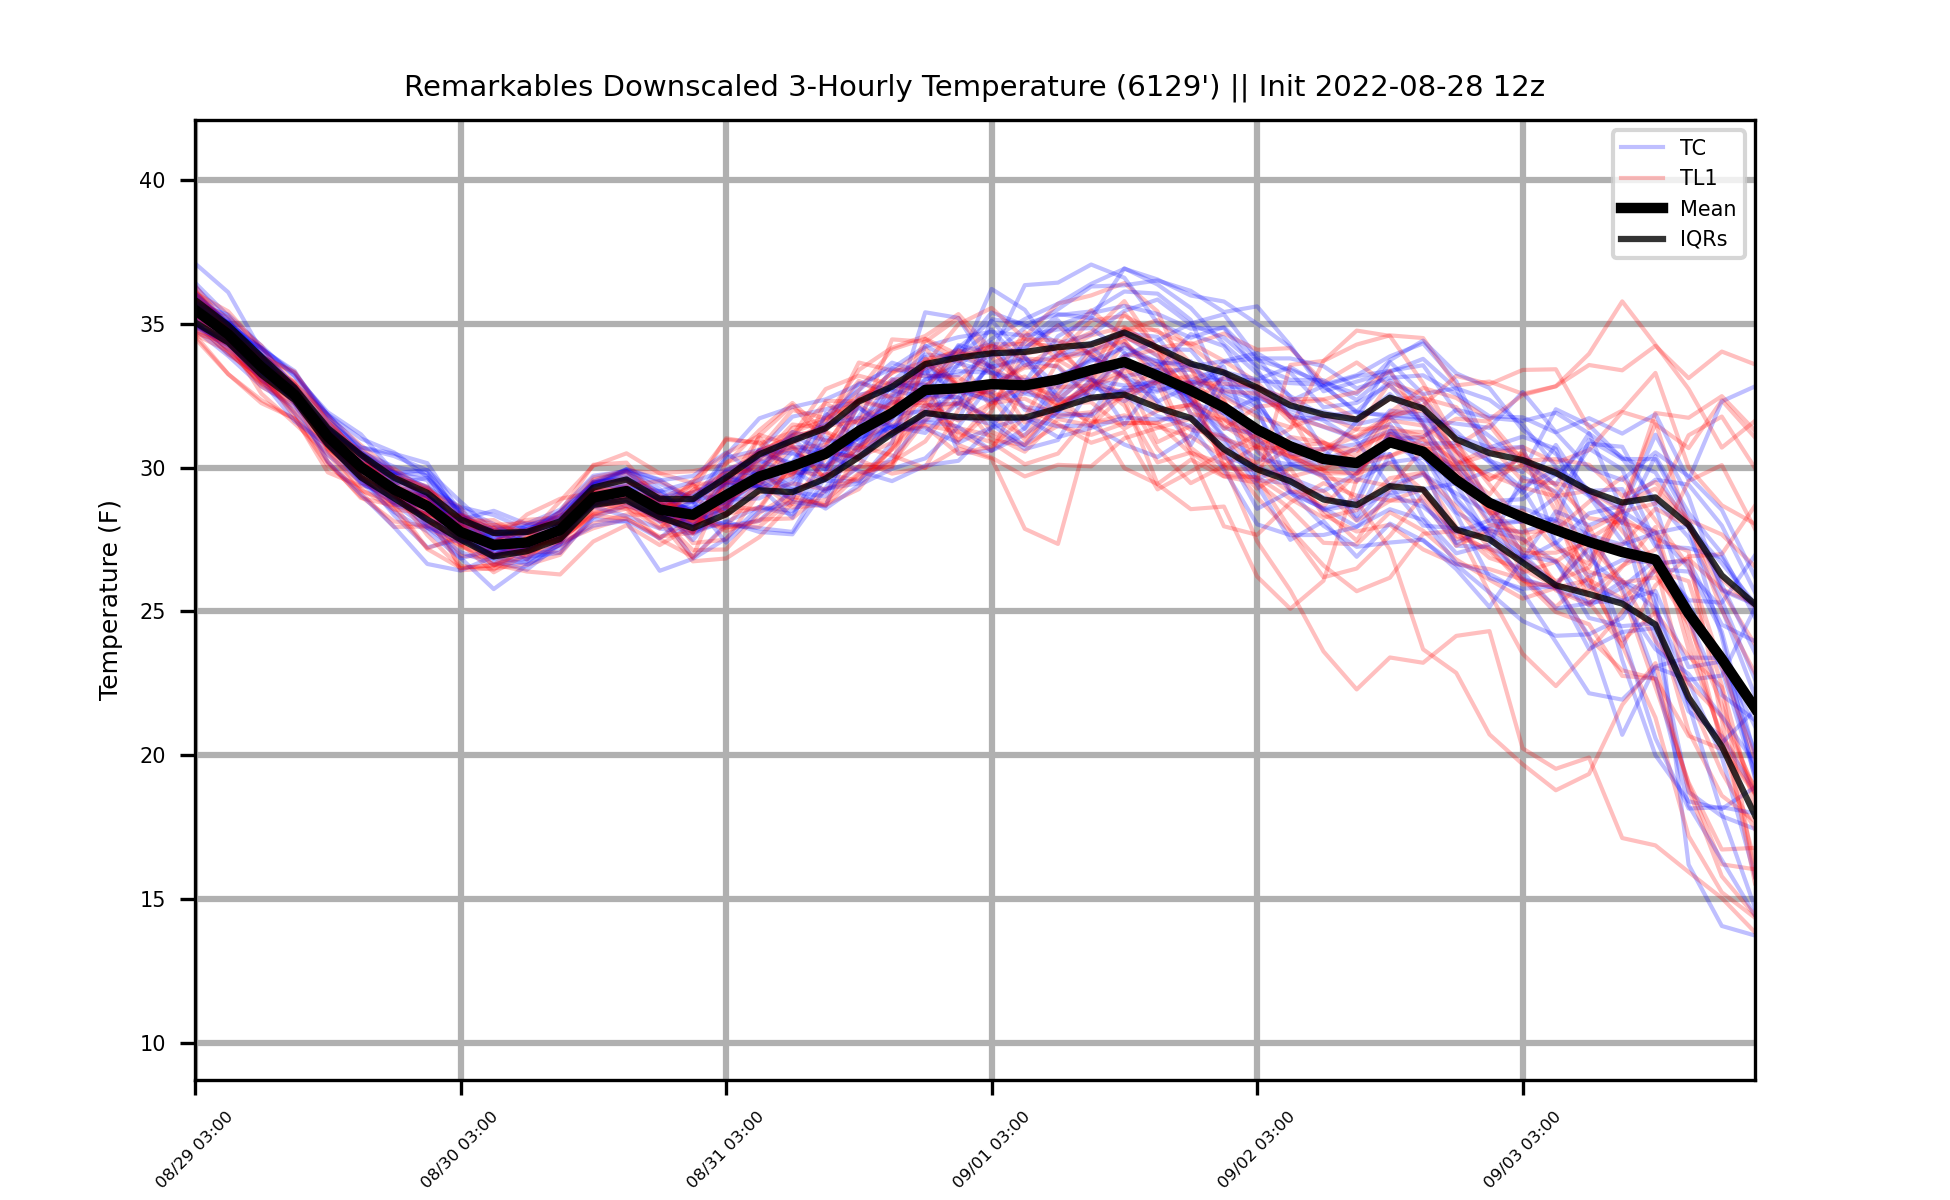 Remarkables Downscaled 3-Hourly Temperature (6129') || Init 2022-08-28 12z
TC
TL1
Mean
IQRs
Temperature (F)
40
35
30
25
20
15
10
08/29 03:00
08/30 03:00
08/31 03:00
09/01 03:00
09/02 03:00
09/03 03:00